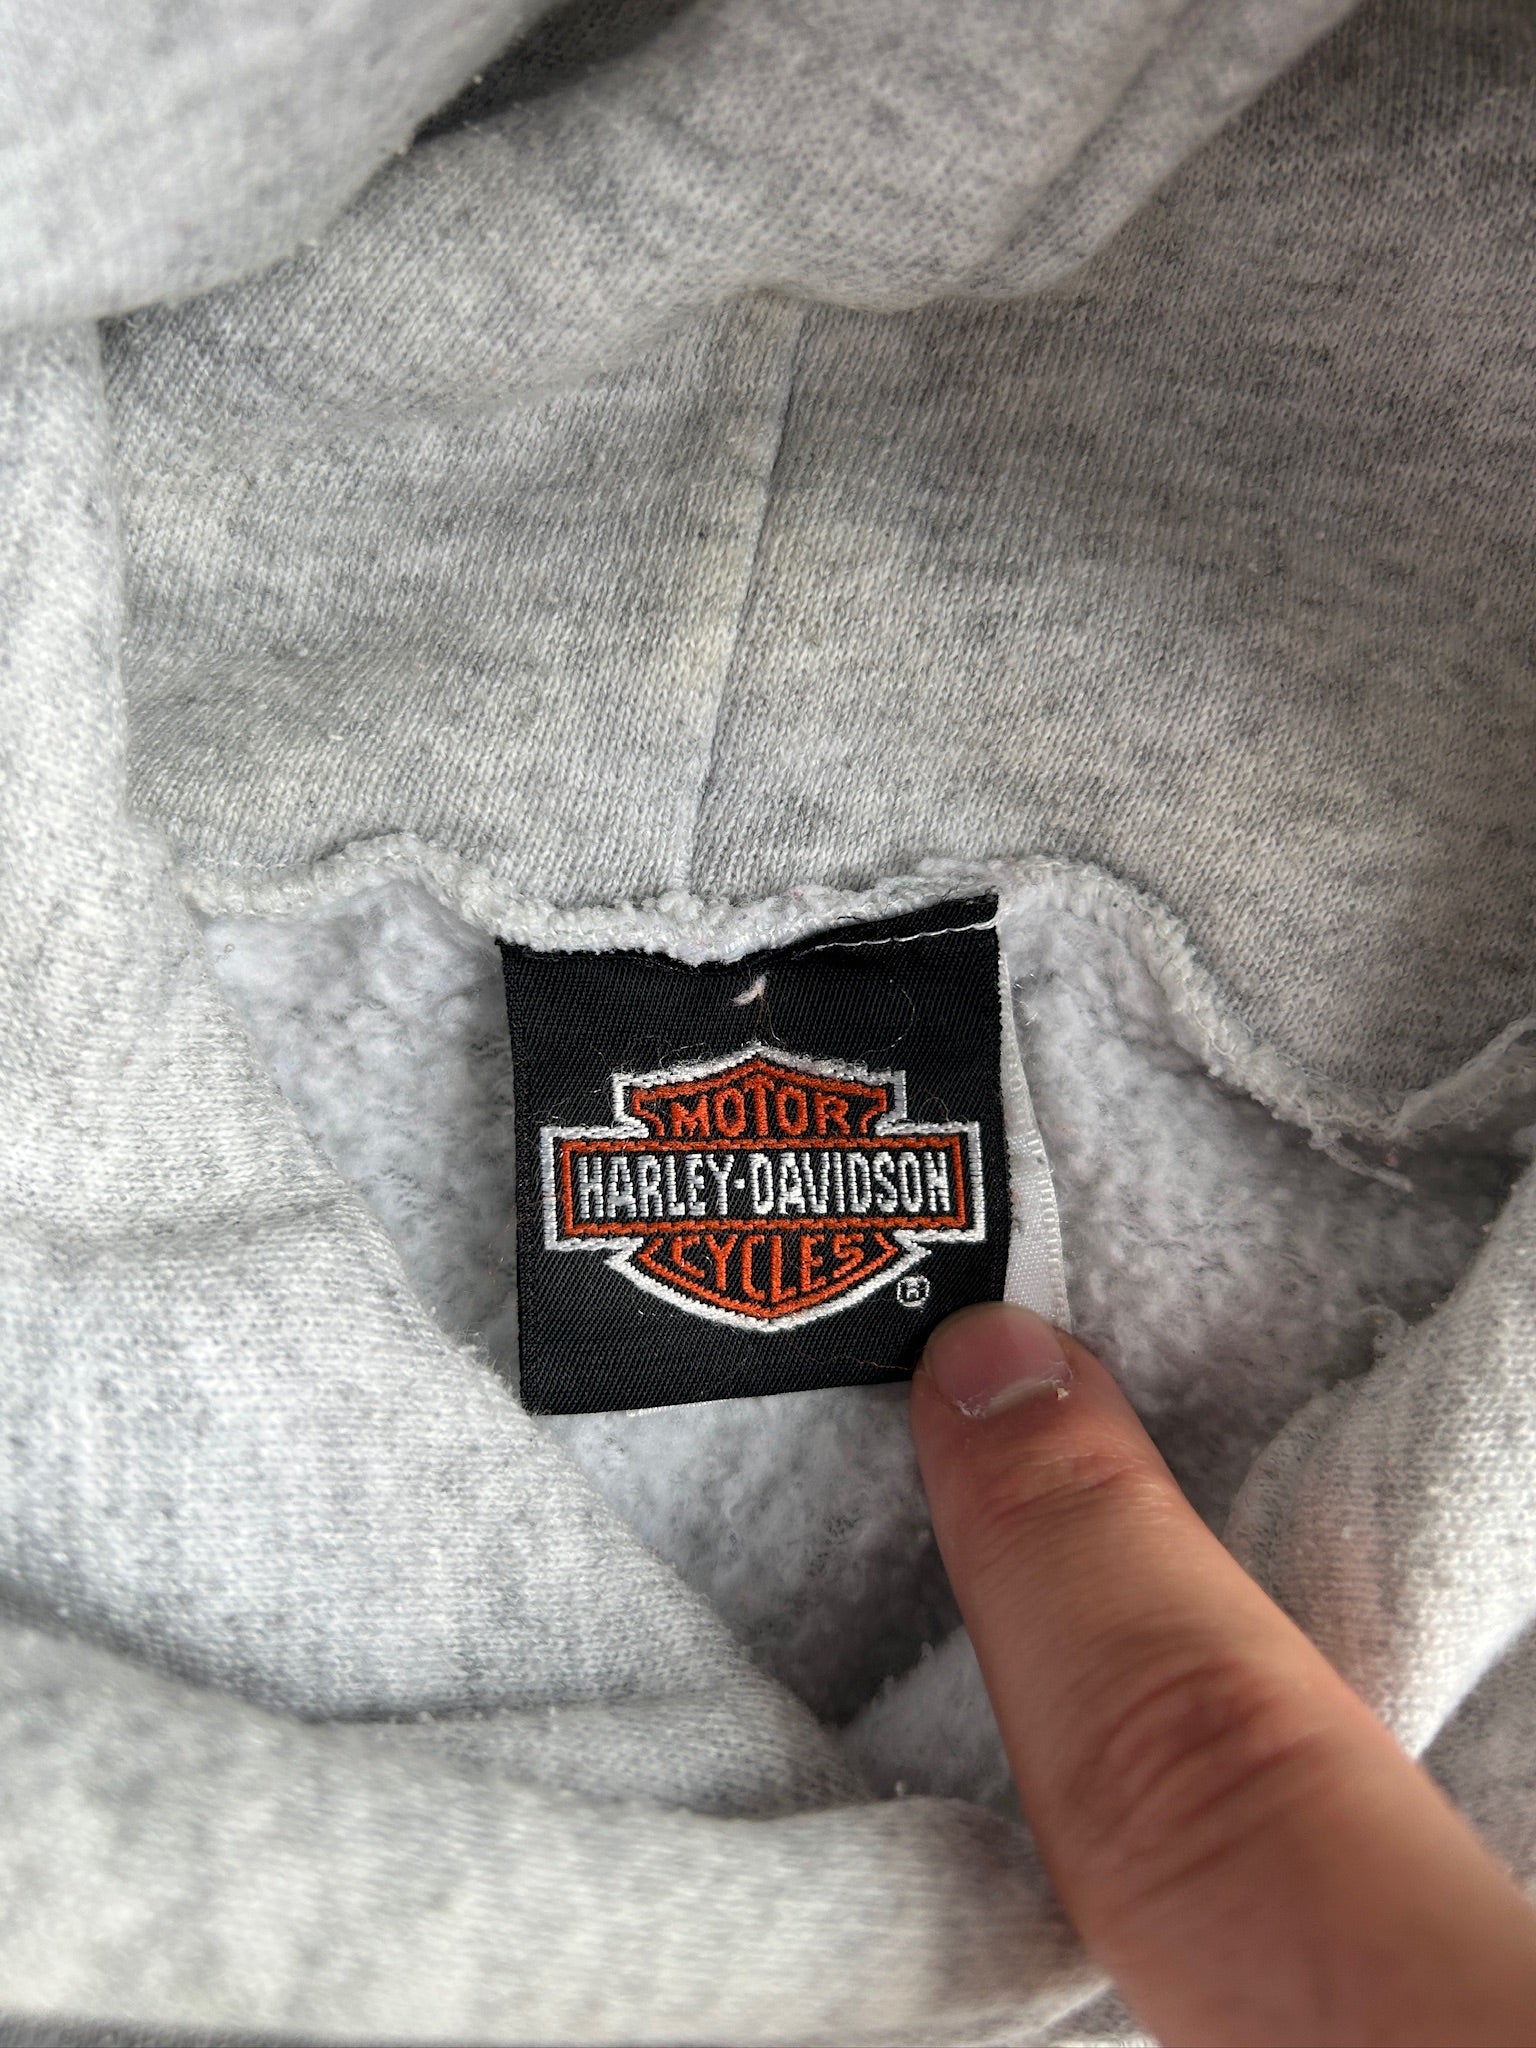 MOTOR
HARLEY-DAVIDSON
CYCLES
®